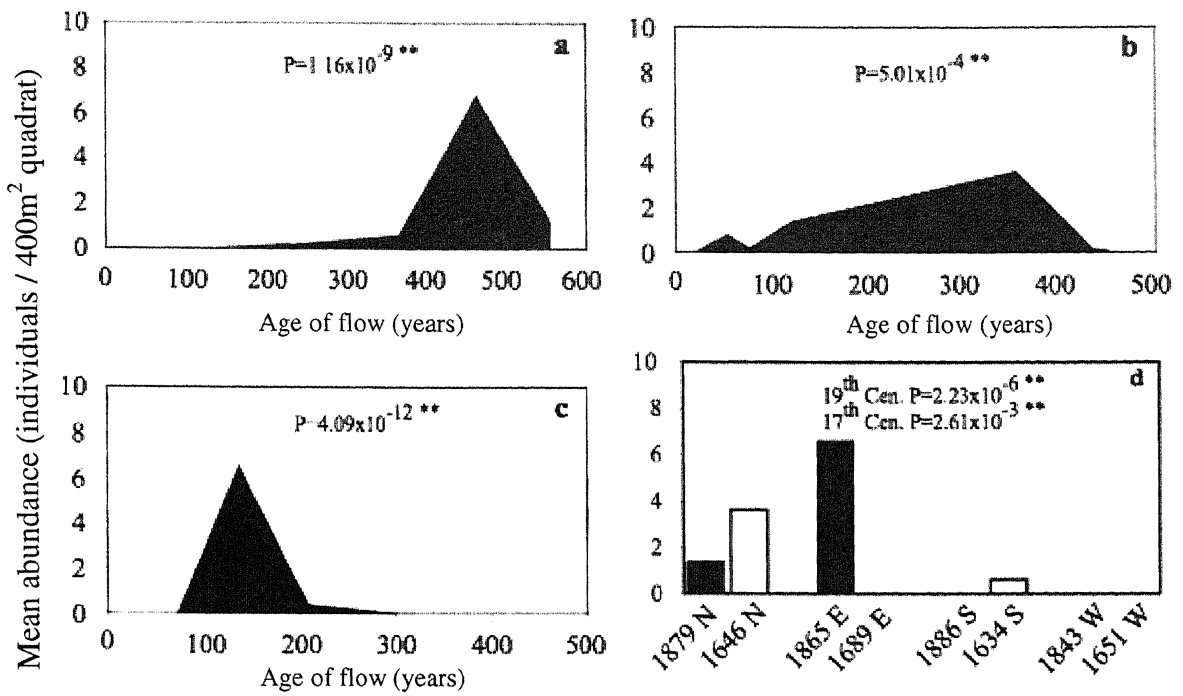 Mean abundance (individuals / 400m² quadrat)
10
8
6
4
2
0
P=1 16x10⁻⁹ **
a
0 100 200 300 400 500 600
Age of flow (years)
10
8
6
4
2
0
P=5.01x10⁻⁴ **
b
0 100 200 300 400 500
Age of flow (years)
10
8
6
4
2
0
P=4.09x10⁻¹² **
c
0 100 200 300 400 500
Age of flow (years)
10
8
6
4
2
0
19th Cen. P=2.23x10⁻⁶ **
17th Cen. P=2.61x10⁻³ **
d
1879 N
1646 N
1865 E
1689 E
1886 S
1634 S
1843 W
1651 W